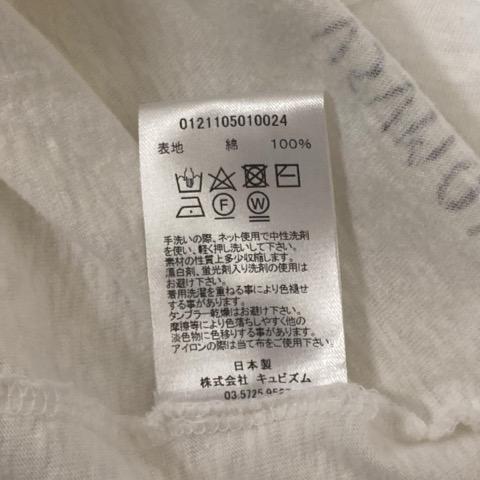 0121105010024
表地 綿 100%
F W
手洗いの際、ネット使用で中性洗剤
を使い、軽く押し洗いして下さい。
素材の性質上多少収縮します。
漂白剤、蛍光剤入り洗剤の使用は
お避け下さい。
着用洗濯を重ねる事により色褪せ
する事があります。
タンブラー乾燥はお避け下さい。
摩擦等により色落ちしやすく他の
淡色物に色移りする事があります。
アイロンの際は当て布をご使用下さい。
日本製
株式会社 キュビズム
03.5725.